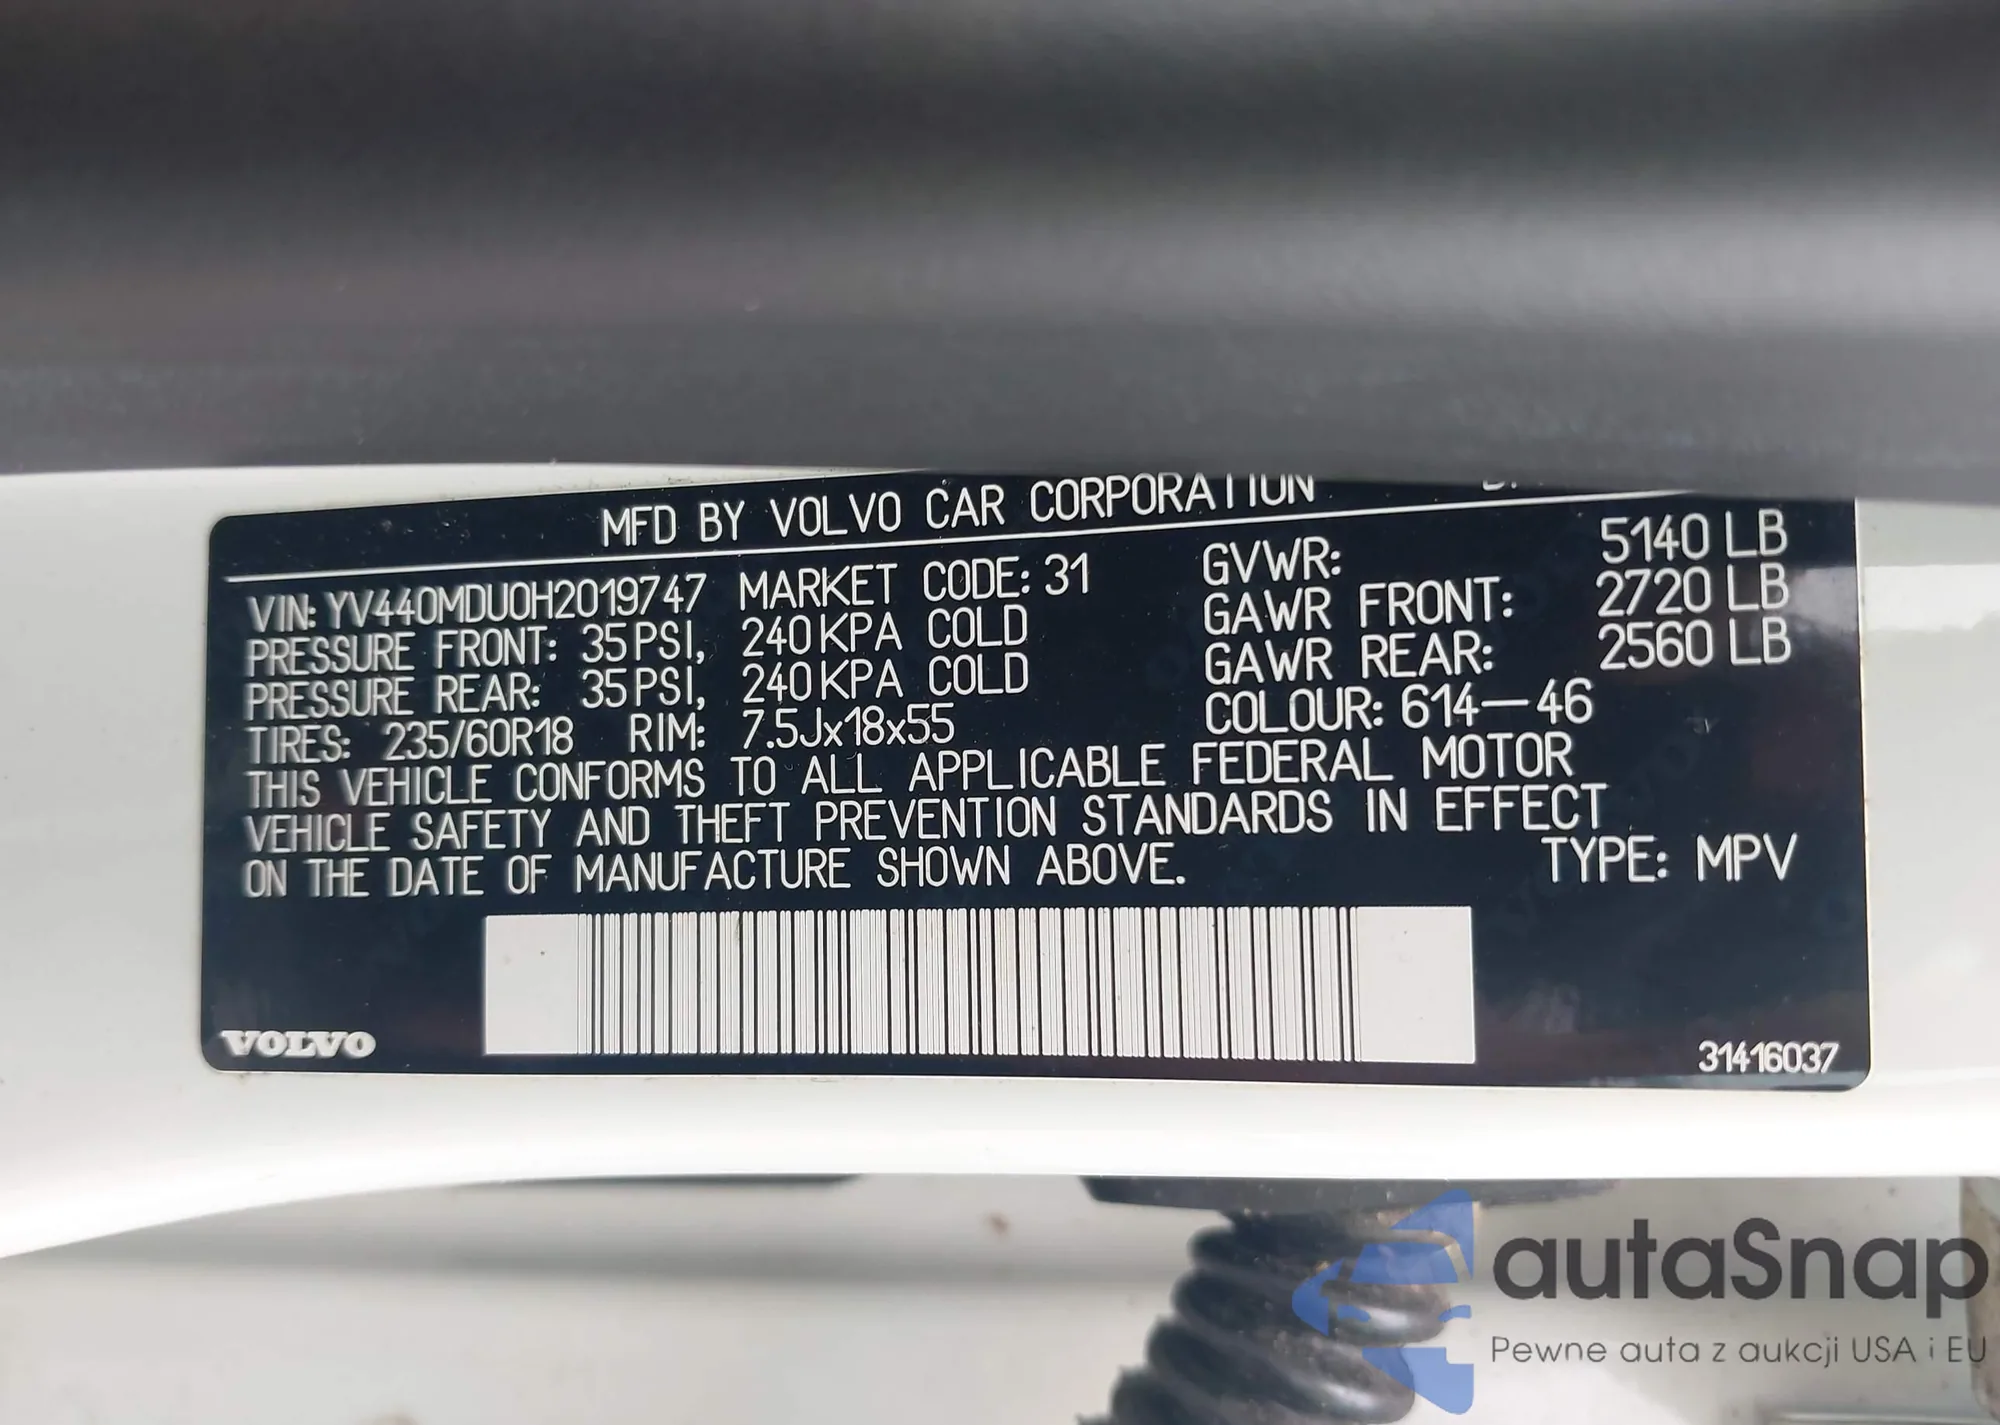 MFD BY VOLVO CAR CORPORATION
VIN: YV440MDU0H2019747 MARKET CODE: 31 GVWR: 5140 LB
PRESSURE FRONT: 35 PSI, 240 KPA COLD GAWR FRONT: 2720 LB
PRESSURE REAR: 35 PSI, 240 KPA COLD GAWR REAR: 2560 LB
TIRES: 235/60R18 RIM: 7.5Jx18x55 COLOUR: 614-46
THIS VEHICLE CONFORMS TO ALL APPLICABLE FEDERAL MOTOR
VEHICLE SAFETY AND THEFT PREVENTION STANDARDS IN EFFECT
ON THE DATE OF MANUFACTURE SHOWN ABOVE. TYPE: MPV
VOLVO
31416037
autaSnap
Pewne auta z aukcji USA i EU